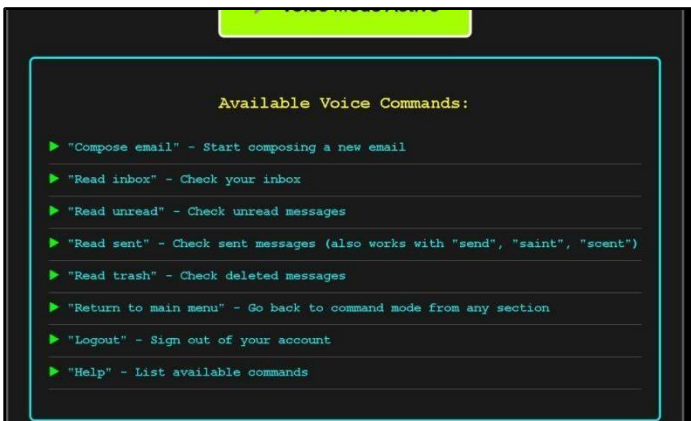 Voice Mode Active
Available Voice Commands:
"Compose email" - Start composing a new email
"Read inbox" - Check your inbox
"Read unread" - Check unread messages
"Read sent" - Check sent messages (also works with "send", "saint", "scent")
"Read trash" - Check deleted messages
"Return to main menu" - Go back to command mode from any section
"Logout" - Sign out of your account
"Help" - List available commands